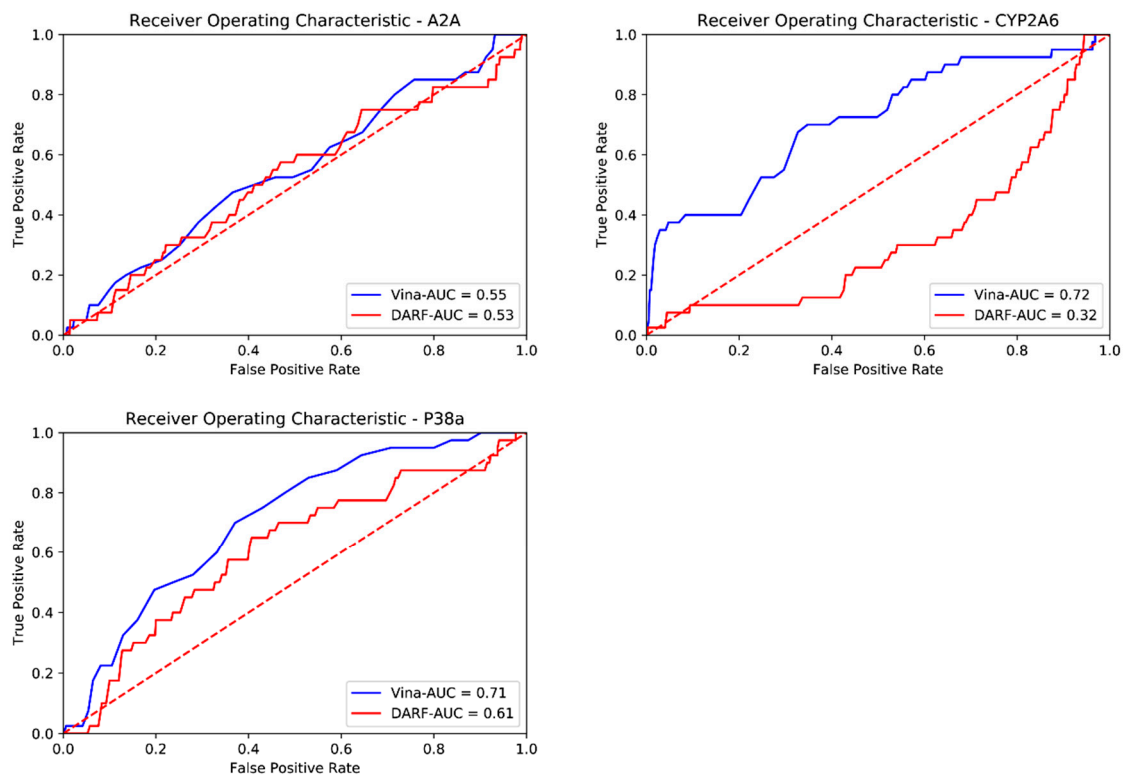 Receiver Operating Characteristic - A2A
1.0
0.8
0.6
0.4
0.2
0.0
True Positive Rate
Vina-AUC = 0.55
DARF-AUC = 0.53
0.0 0.2 0.4 0.6 0.8 1.0
False Positive Rate
Receiver Operating Characteristic - CYP2A6
1.0
0.8
0.6
0.4
0.2
0.0
True Positive Rate
Vina-AUC = 0.72
DARF-AUC = 0.32
0.0 0.2 0.4 0.6 0.8 1.0
False Positive Rate
Receiver Operating Characteristic - P38a
1.0
0.8
0.6
0.4
0.2
0.0
True Positive Rate
Vina-AUC = 0.71
DARF-AUC = 0.61
0.0 0.2 0.4 0.6 0.8 1.0
False Positive Rate